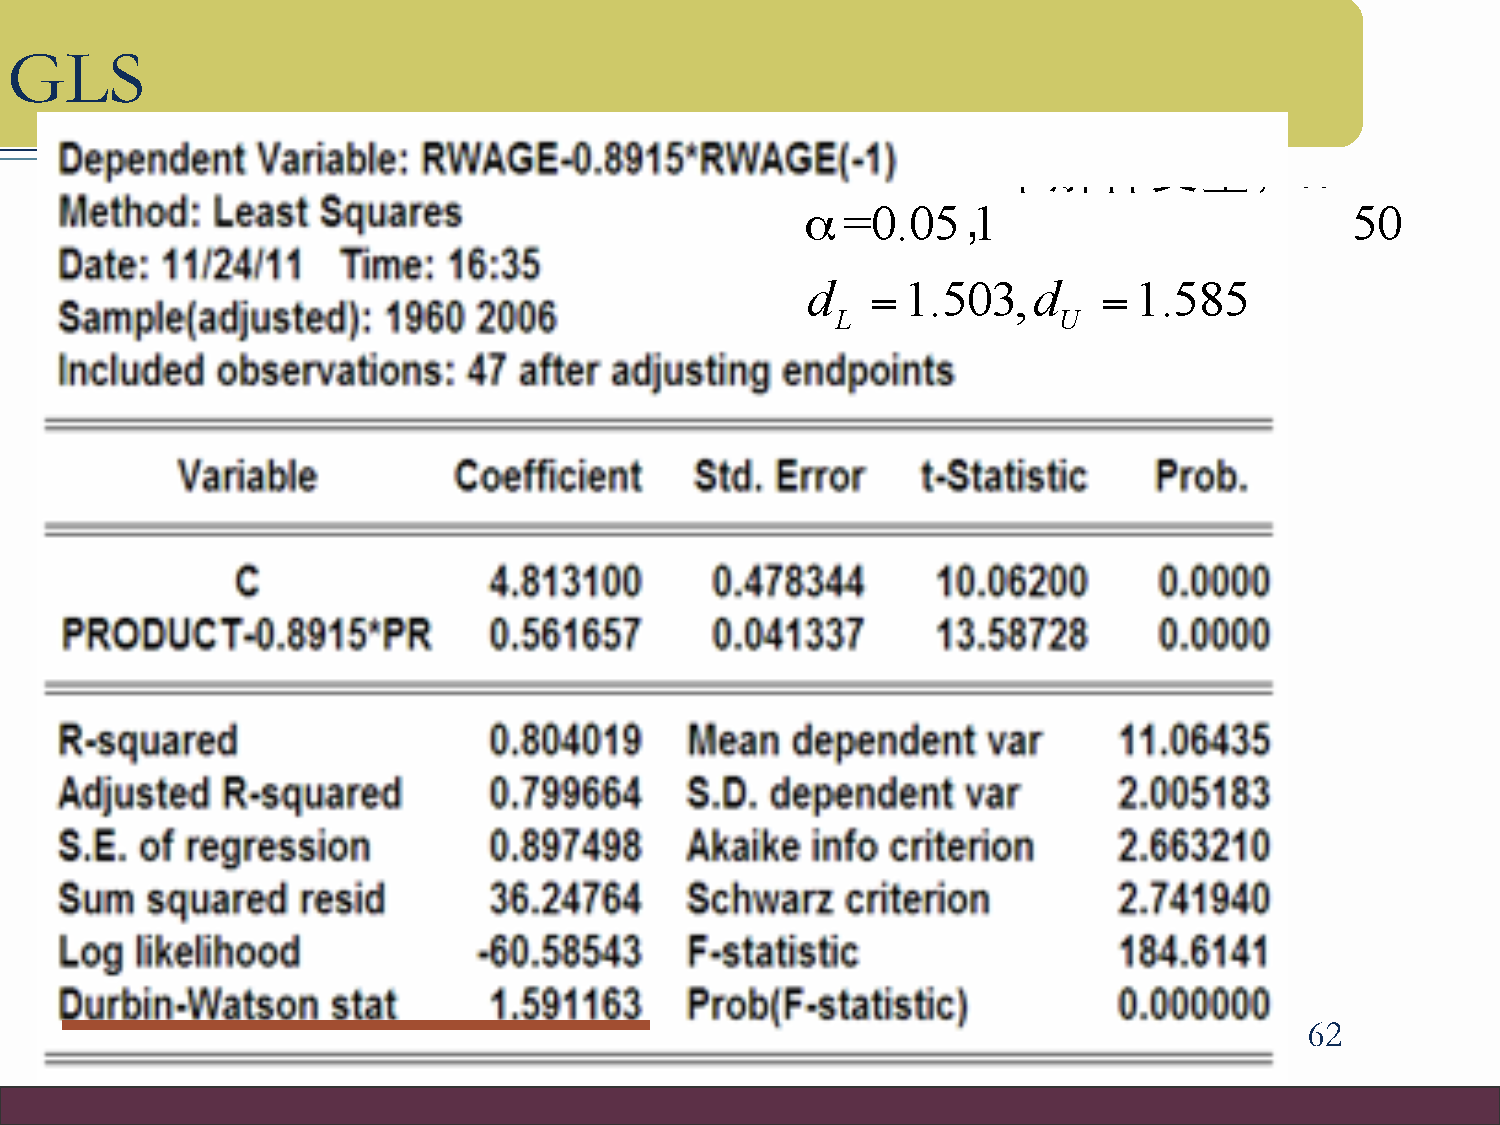 GLS
Dependent Variable: RWAGE-0.8915*RWAGE(-1)
Method: Least Squares
α=0.05,1 50
Date: 11/24/11 Time: 16:35
d_L = 1.503, d_U = 1.585
Sample(adjusted): 1960 2006
Included observations: 47 after adjusting endpoints
Variable Coefficient Std. Error t-Statistic Prob.
C 4.813100 0.478344 10.06200 0.0000
PRODUCT-0.8915*PR 0.561657 0.041337 13.58728 0.0000
R-squared 0.804019 Mean dependent var 11.06435
Adjusted R-squared 0.799664 S.D. dependent var 2.005183
S.E. of regression 0.897498 Akaike info criterion 2.663210
Sum squared resid 36.24764 Schwarz criterion 2.741940
Log likelihood -60.58543 F-statistic 184.6141
Durbin-Watson stat 1.591163 Prob(F-statistic) 0.000000
62